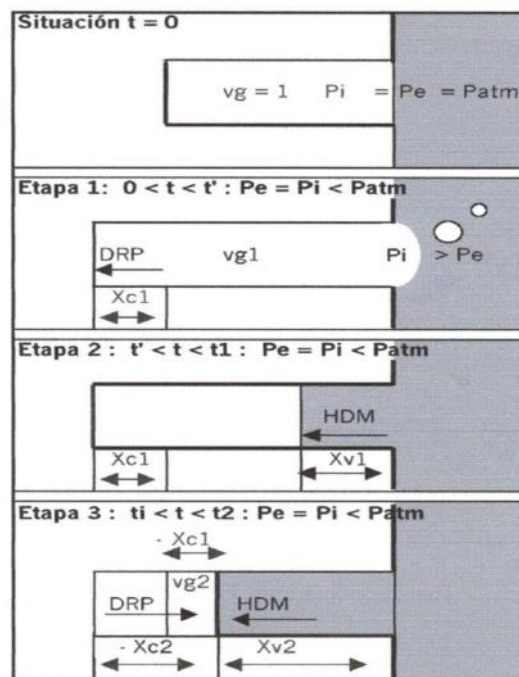 Situación t = 0
vg = 1 Pi = Pe = Patm
Etapa 1: 0 < t < t' : Pe = Pi < Patm
DRP vg1 Pi > Pe
Xc1
Etapa 2 : t' < t < t1 : Pe = Pi < Patm
HDM
Xc1 Xv1
Etapa 3 : ti < t < t2 : Pe = Pi < Patm
- Xc1
vg2
DRP HDM
- Xc2 Xv2